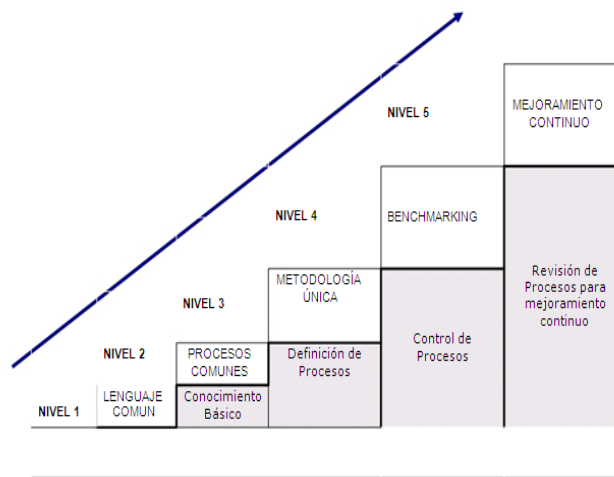 NIVEL 5
MEJORAMIENTO
CONTINUO
NIVEL 4
BENCHMARKING
Revisión de
Procesos para
mejoramiento
continuo
NIVEL 3
METODOLOGÍA
ÚNICA
Control de
Procesos
NIVEL 2
PROCESOS
COMUNES
Definición de
Procesos
NIVEL 1
LENGUAJE
COMUN
Conocimiento
Básico